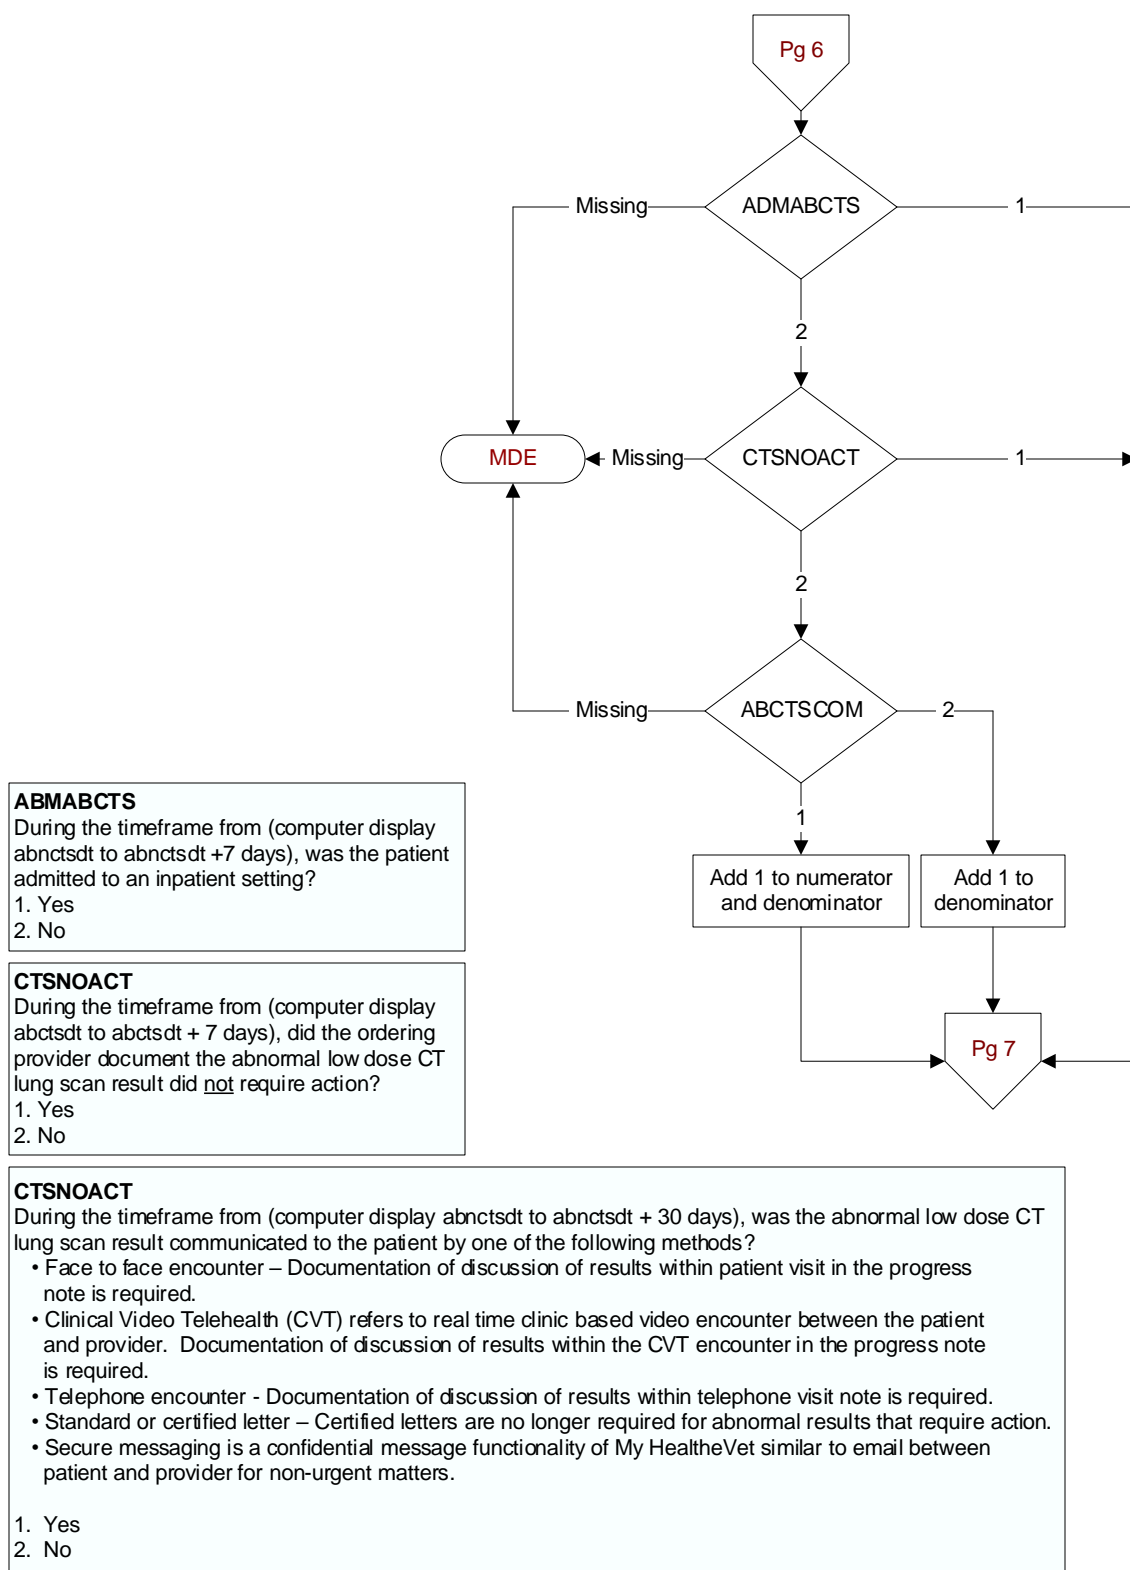 Pg 6
Missing
ADMABCTS
1
2
MDE
Missing
CTSNOACT
1
2
Missing
ABCTSCOM
2
1
Add 1 to numerator
and denominator
Add 1 to
denominator
Pg 7
ABMABCTS
During the timeframe from (computer display
abnctsdt to abnctsdt +7 days), was the patient
admitted to an inpatient setting?
1. Yes
2. No
CTSNOACT
During the timeframe from (computer display
abctsdt to abctsdt + 7 days), did the ordering
provider document the abnormal low dose CT
lung scan result did not require action?
1. Yes
2. No
CTSNOACT
During the timeframe from (computer display abnctsdt to abnctsdt + 30 days), was the abnormal low dose CT
lung scan result communicated to the patient by one of the following methods?
• Face to face encounter – Documentation of discussion of results within patient visit in the progress
note is required.
• Clinical Video Telehealth (CVT) refers to real time clinic based video encounter between the patient
and provider. Documentation of discussion of results within the CVT encounter in the progress note
is required.
• Telephone encounter - Documentation of discussion of results within telephone visit note is required.
• Standard or certified letter – Certified letters are no longer required for abnormal results that require action.
• Secure messaging is a confidential message functionality of My HealtheVet similar to email between
patient and provider for non-urgent matters.
1. Yes
2. No